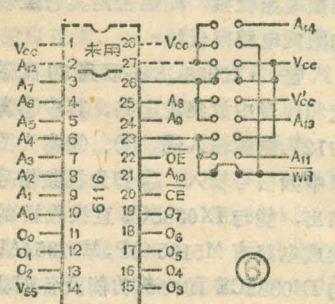 A₁₄
Vcc 1 未用 28 Vcc
A₁₂ 2 27 Vcc
A₇ 3 26
A₆ 4 25 A₈ V'cc
A₅ 5 24 A₉ A₁₃
A₄ 6 23
A₃ 7 22 O̅E̅ A₁₁
A₂ 8 21 A₁₀ W̅R̅
A₁ 9 20 C̅E̅
A₀ 10 19 O₇
O₀ 11 18 O₆
O₁ 12 17 O₅
O₂ 13 16 O₄
Vss 14 15 O₃
6116
⑥